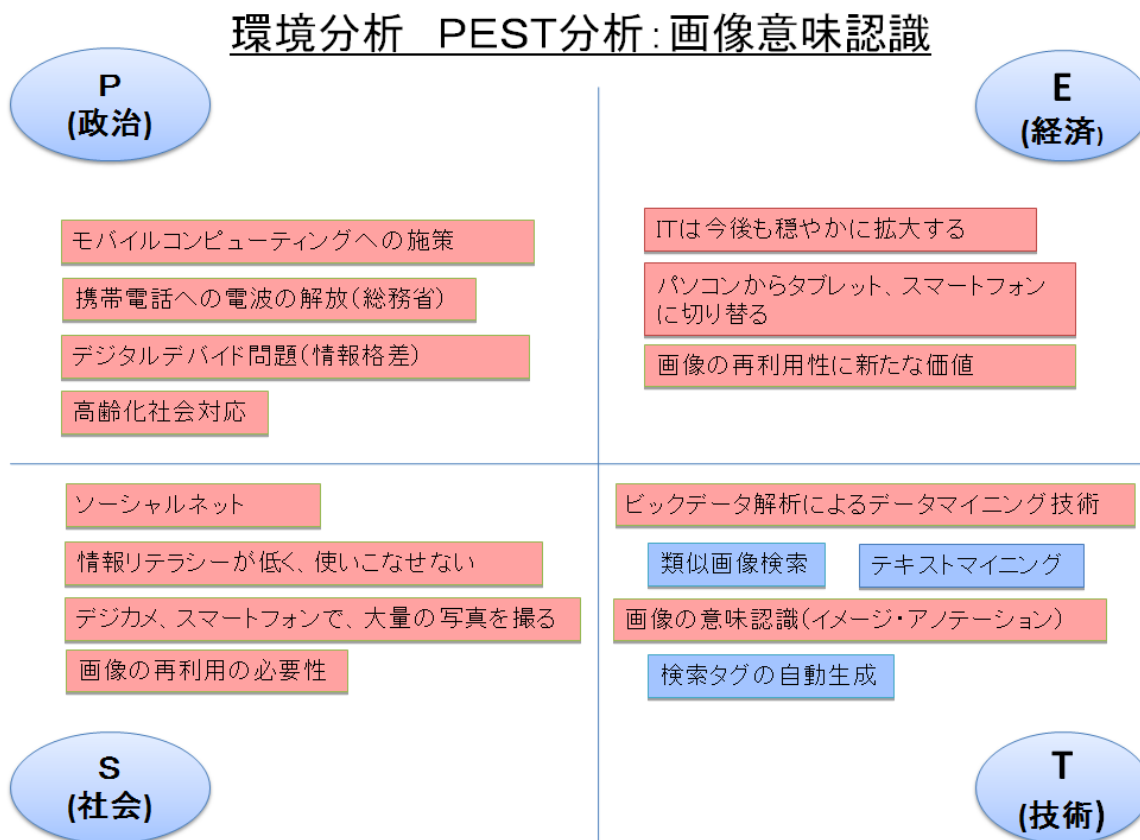 環境分析　PEST分析：画像意味認識
P
(政治)
E
(経済)
モバイルコンピューティングへの施策
携帯電話への電波の解放(総務省)
デジタルデバイド問題(情報格差)
高齢化社会対応
ITは今後も穏やかに拡大する
パソコンからタブレット、スマートフォン
に切り替る
画像の再利用性に新たな価値
ソーシャルネット
情報リテラシーが低く、使いこなせない
デジカメ、スマートフォンで、大量の写真を撮る
画像の再利用の必要性
ビックデータ解析によるデータマイニング技術
類似画像検索
テキストマイニング
画像の意味認識(イメージ・アノテーション)
検索タグの自動生成
S
(社会)
T
(技術)